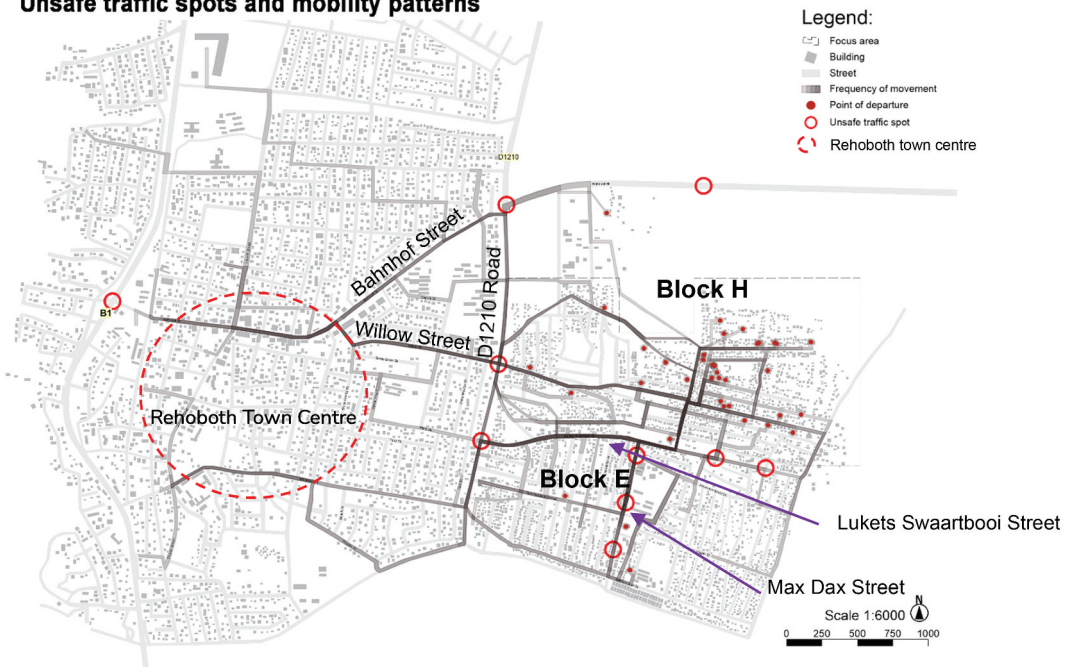 Unsafe traffic spots and mobility patterns
Legend:
Focus area
Building
Street
Frequency of movement
Point of departure
Unsafe traffic spot
Rehoboth town centre
D1210
Bahnhof Street
D1210 Road
Block H
B1
Willow Street
Rehoboth Town Centre
Block E
Lukets Swaartbooi Street
Max Dax Street
N
Scale 1:6000
0 250 500 750 1000